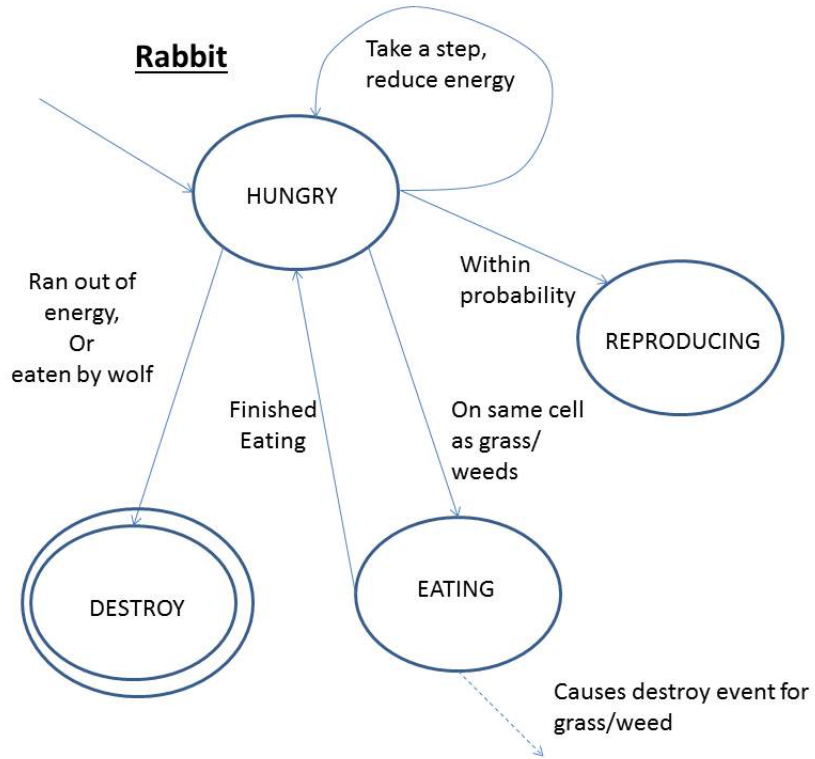 Rabbit
Take a step,
reduce energy
HUNGRY
Within
probability
REPRODUCING
Ran out of
energy,
Or
eaten by wolf
Finished
Eating
On same cell
as grass/
weeds
DESTROY
EATING
Causes destroy event for
grass/weed